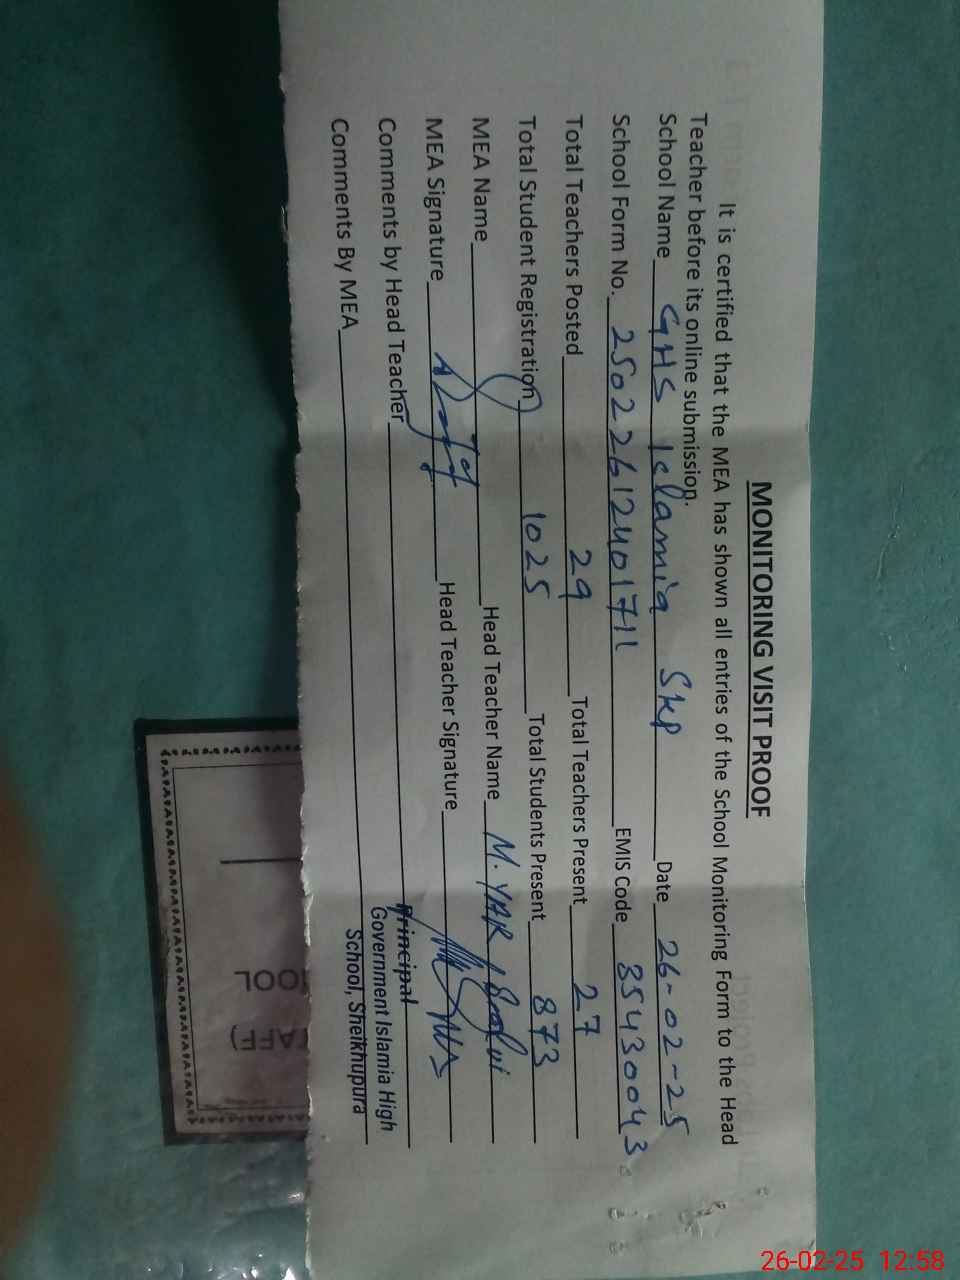 MONITORING VISIT PROOF
It is certified that the MEA has shown all entries of the School Monitoring Form to the Head
Teacher before its online submission.
School Name GHS Islamia Skp Date 26-02-25
School Form No. 2502261240171L EMIS Code 35430043
Total Teachers Posted 29 Total Teachers Present 27
Total Student Registration 1025 Total Students Present 873
MEA Name Head Teacher Name M. YAR
MEA Signature Head Teacher Signature
Comments by Head Teacher
Comments By MEA
Principal
Government Islamia High
School, Sheikhupura
26-02-25 12:58